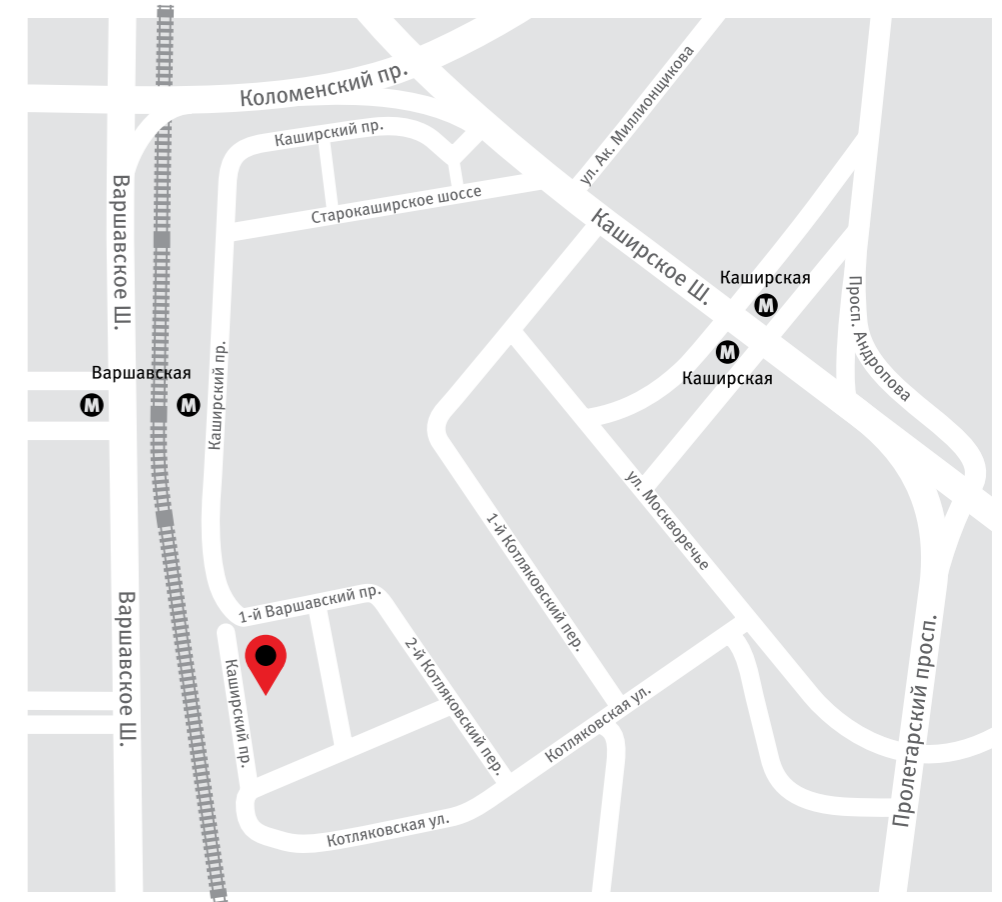 Коломенский пр.
Каширский пр.
ул. Ак. Миллионщикова
Старокаширское шоссе
Варшавское Ш.
Каширское Ш.
Каширская
М
Просп. Андропова
М
Каширская
Варшавская
М
М
Каширский пр.
ул. Москворечье
1-й Котляковский пер.
1-й Варшавский пр.
Варшавское Ш.
2-й Котляковский пер.
Каширский пр.
Котляковская ул.
Пролетарский просп.
Котляковская ул.